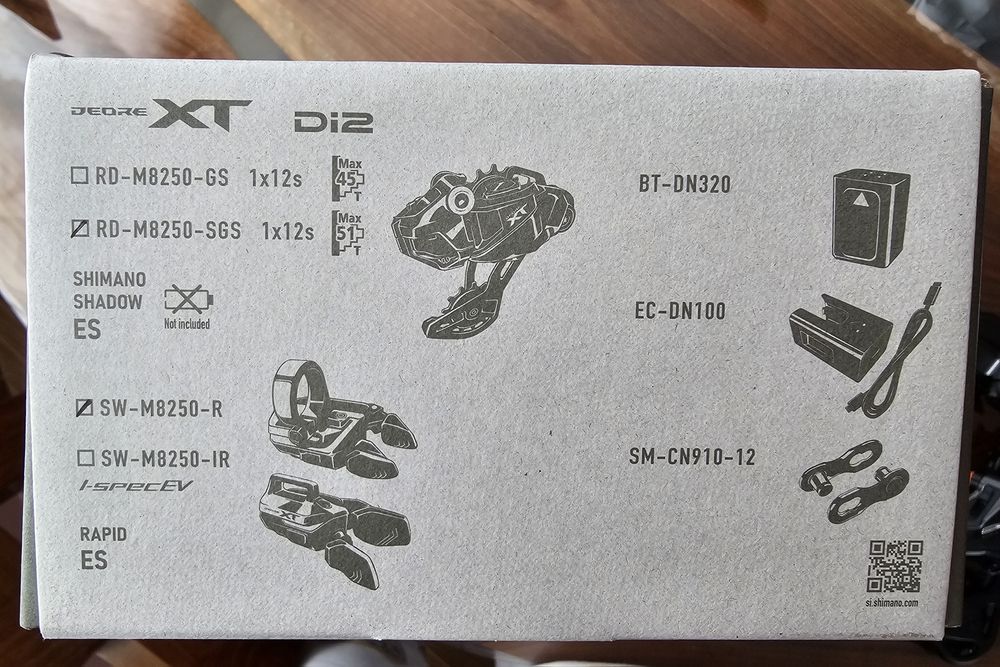 DEORE XT Di2
RD-M8250-GS 1x12s Max 45T
RD-M8250-SGS 1x12s Max 51T
SHIMANO
SHADOW
ES
Not included
SW-M8250-R
SW-M8250-IR
I-SPEC EV
RAPID
ES
XT
XT
BT-DN320
EC-DN100
SM-CN910-12
si.shimano.com